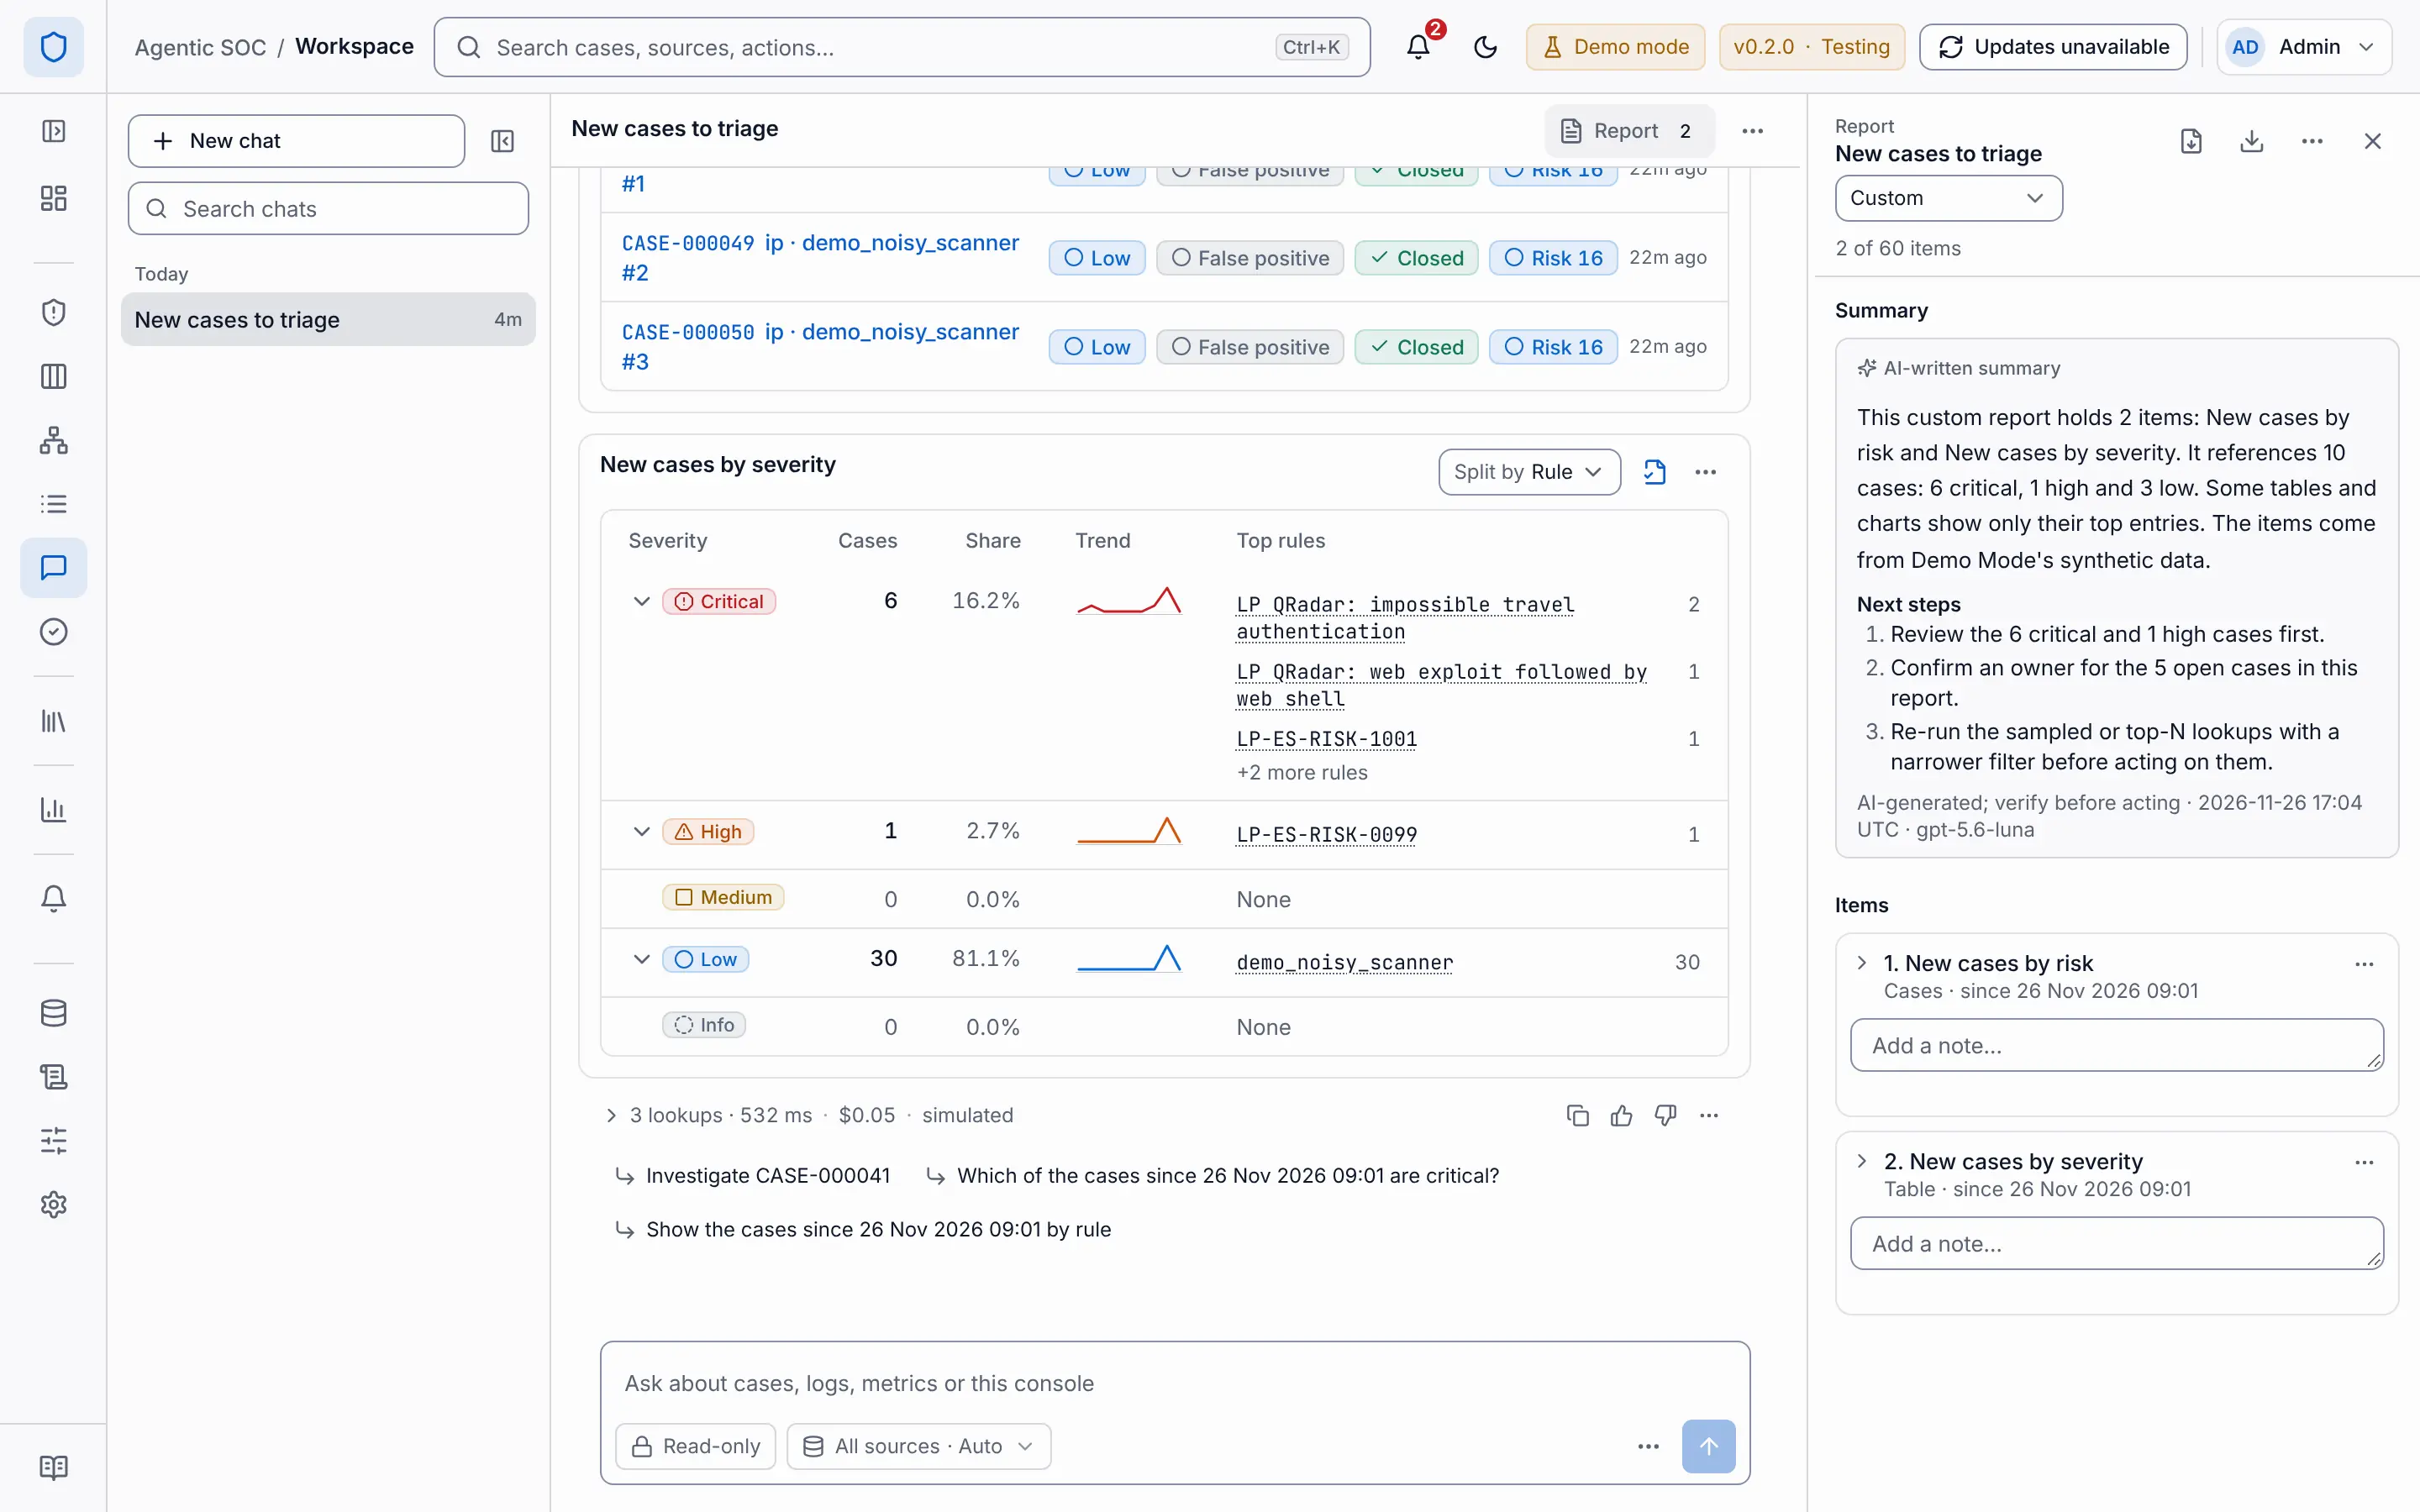 Agentic SOC / Workspace
Search cases, sources, actions...
Ctrl+K
2
Demo mode
v0.2.0 · Testing
Updates unavailable
AD Admin
New chat
Search chats
Today
New cases to triage 4m
New cases to triage
Report 2
#1
Low False positive Closed Risk 16 22m ago
CASE-000049 ip · demo_noisy_scanner
#2
Low False positive Closed Risk 16 22m ago
CASE-000050 ip · demo_noisy_scanner
#3
Low False positive Closed Risk 16 22m ago
New cases by severity
Split by Rule
Severity Cases Share Trend Top rules
Critical 6 16.2%
LP QRadar: impossible travel
authentication
2
LP QRadar: web exploit followed by
web shell
1
LP-ES-RISK-1001 1
+2 more rules
High 1 2.7% LP-ES-RISK-0099 1
Medium 0 0.0% None
Low 30 81.1% demo_noisy_scanner 30
Info 0 0.0% None
3 lookups · 532 ms · $0.05 · simulated
Investigate CASE-000041
Which of the cases since 26 Nov 2026 09:01 are critical?
Show the cases since 26 Nov 2026 09:01 by rule
Ask about cases, logs, metrics or this console
Read-only
All sources · Auto
Report
New cases to triage
Custom
2 of 60 items
Summary
AI-written summary
This custom report holds 2 items: New cases by
risk and New cases by severity. It references 10
cases: 6 critical, 1 high and 3 low. Some tables and
charts show only their top entries. The items come
from Demo Mode's synthetic data.
Next steps
1. Review the 6 critical and 1 high cases first.
2. Confirm an owner for the 5 open cases in this
report.
3. Re-run the sampled or top-N lookups with a
narrower filter before acting on them.
AI-generated; verify before acting · 2026-11-26 17:04
UTC · gpt-5.6-luna
Items
1. New cases by risk
Cases · since 26 Nov 2026 09:01
Add a note...
2. New cases by severity
Table · since 26 Nov 2026 09:01
Add a note...